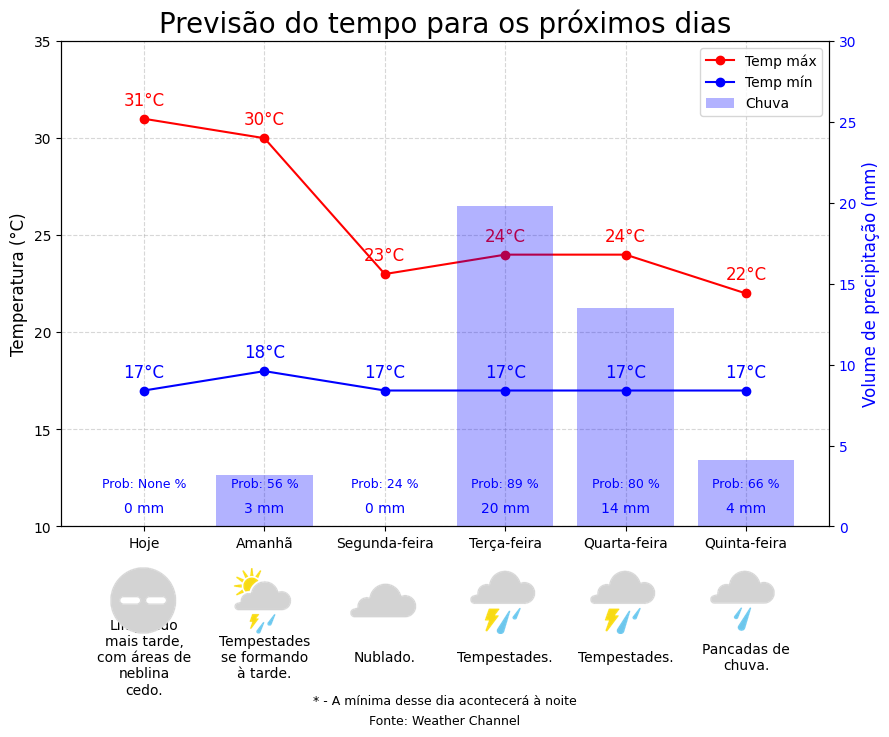 Previsão do tempo para os próximos dias
Temp máx
Temp mín
Chuva
Temperatura (°C)
35
30
25
20
15
10
Volume de precipitação (mm)
30
25
20
15
10
5
0
31°C
30°C
23°C
24°C
24°C
22°C
17°C
18°C
17°C
17°C
17°C
17°C
Prob: None %
Prob: 56 %
Prob: 24 %
Prob: 89 %
Prob: 80 %
Prob: 66 %
0 mm
3 mm
0 mm
20 mm
14 mm
4 mm
Hoje
Amanhã
Segunda-feira
Terça-feira
Quarta-feira
Quinta-feira
mais tarde,
com áreas de
neblina
cedo.
Tempestades
se formando
à tarde.
Nublado.
Tempestades.
Tempestades.
Pancadas de
chuva.
* - A mínima desse dia acontecerá à noite
Fonte: Weather Channel